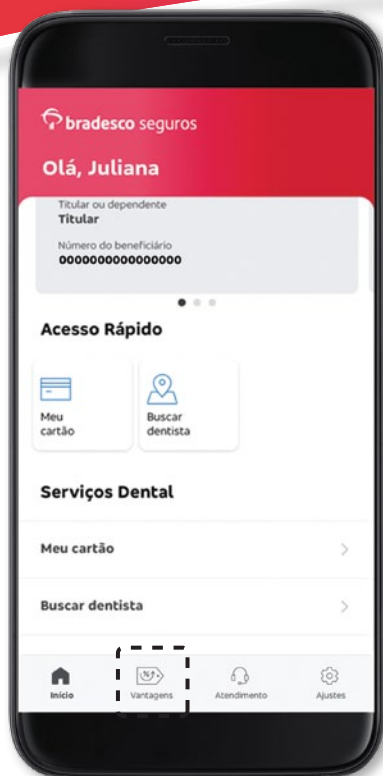 bradesco seguros
Olá, Juliana
Titular ou dependente
Titular
Número do beneficiário
0000000000000000
Acesso Rápido
Meu
cartão
Buscar
dentista
Serviços Dental
Meu cartão
Buscar dentista
Início
Vantagens
Atendimento
Ajustes